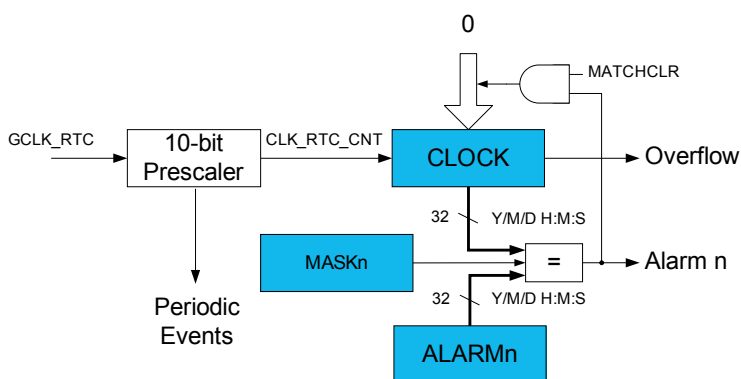 0
MATCHCLR
GCLK_RTC
10-bit
Prescaler
CLK_RTC_CNT
CLOCK
Overflow
32
Y/M/D H:M:S
MASKn
=
Alarm n
32
Y/M/D H:M:S
Periodic
Events
ALARMn